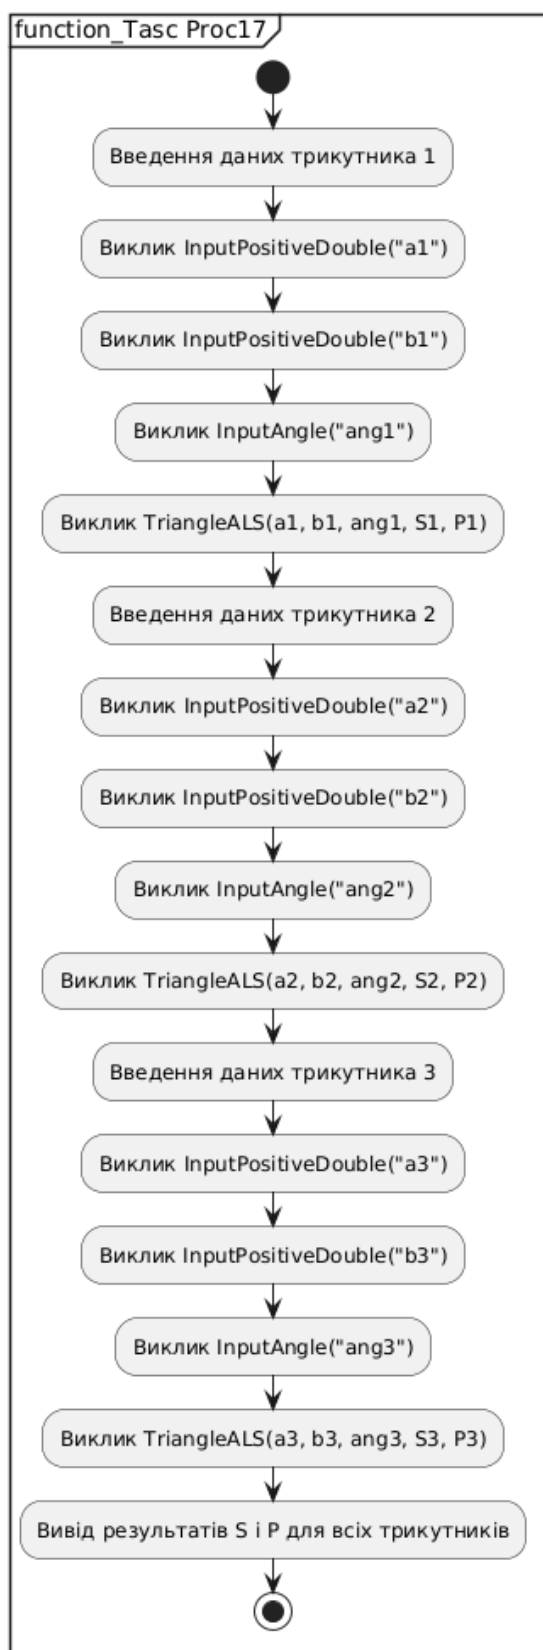 function_Tasc Proc17
Введення даних трикутника 1
Виклик InputPositiveDouble("a1")
Виклик InputPositiveDouble("b1")
Виклик InputAngle("ang1")
Виклик TriangleALS(a1, b1, ang1, S1, P1)
Введення даних трикутника 2
Виклик InputPositiveDouble("a2")
Виклик InputPositiveDouble("b2")
Виклик InputAngle("ang2")
Виклик TriangleALS(a2, b2, ang2, S2, P2)
Введення даних трикутника 3
Виклик InputPositiveDouble("a3")
Виклик InputPositiveDouble("b3")
Виклик InputAngle("ang3")
Виклик TriangleALS(a3, b3, ang3, S3, P3)
Вивід результатів S і P для всіх трикутників